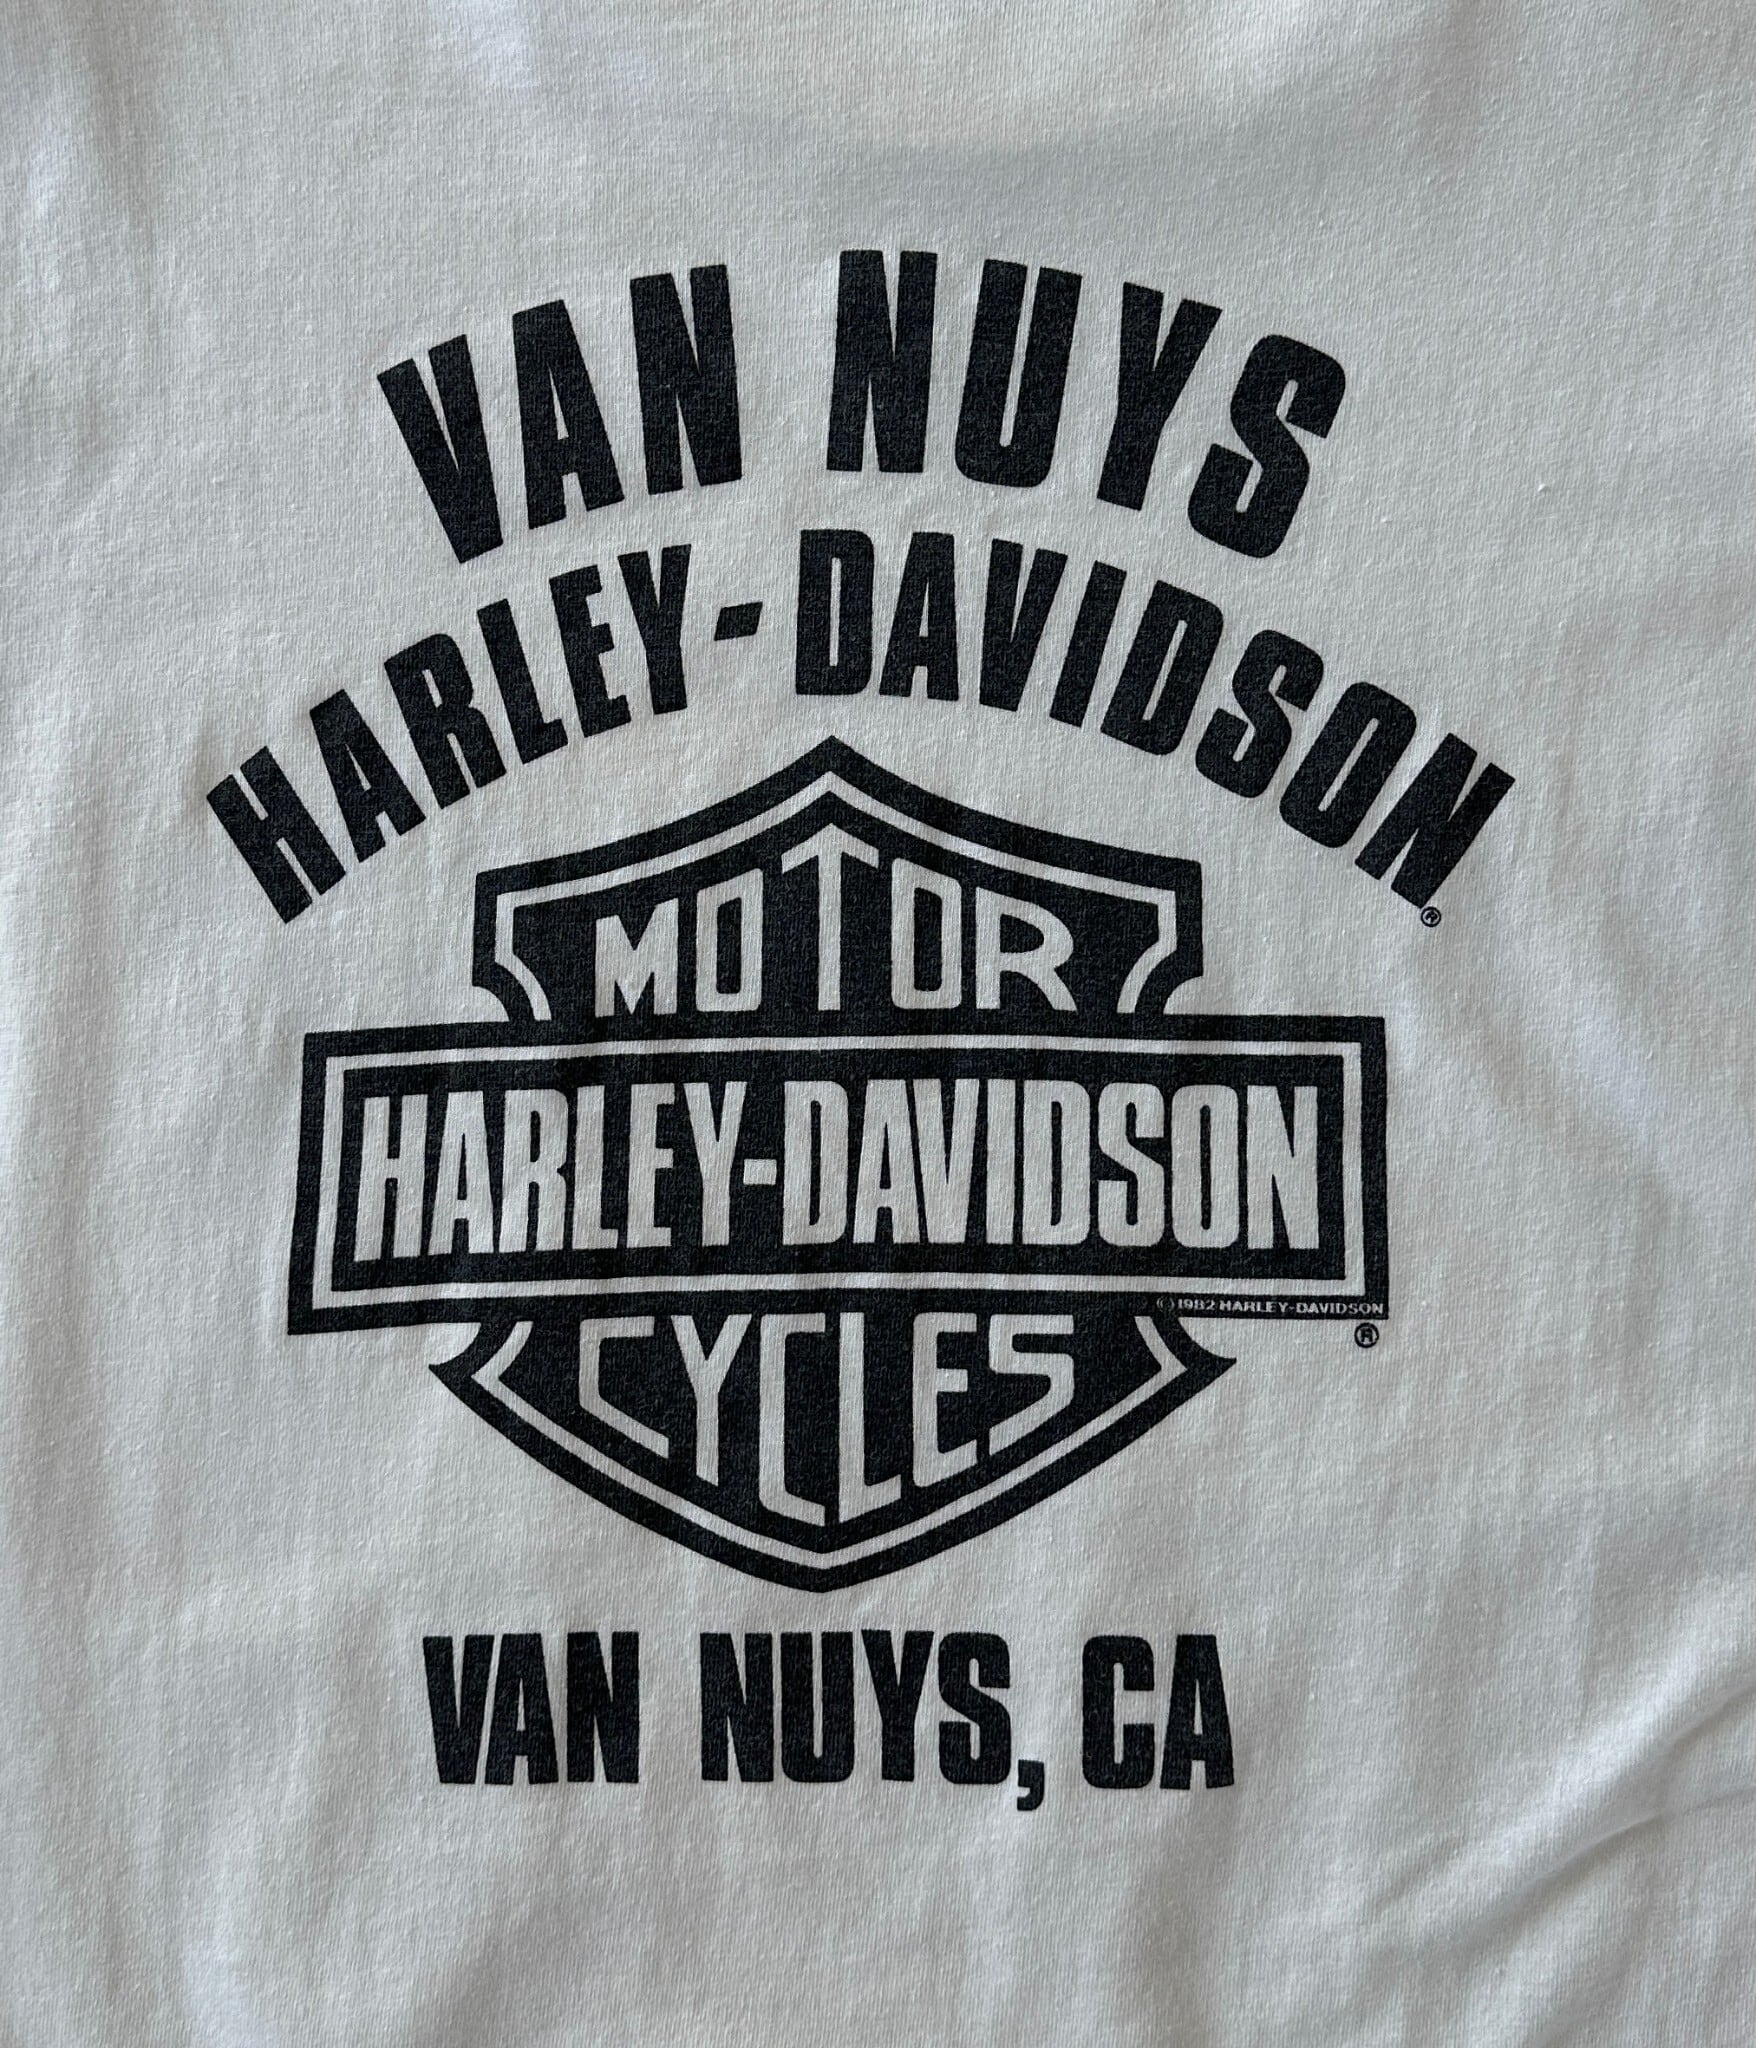 VAN NUYS
HARLEY-DAVIDSON®
MOTOR
HARLEY-DAVIDSON
©1982 HARLEY-DAVIDSON
®
CYCLES
VAN NUYS, CA